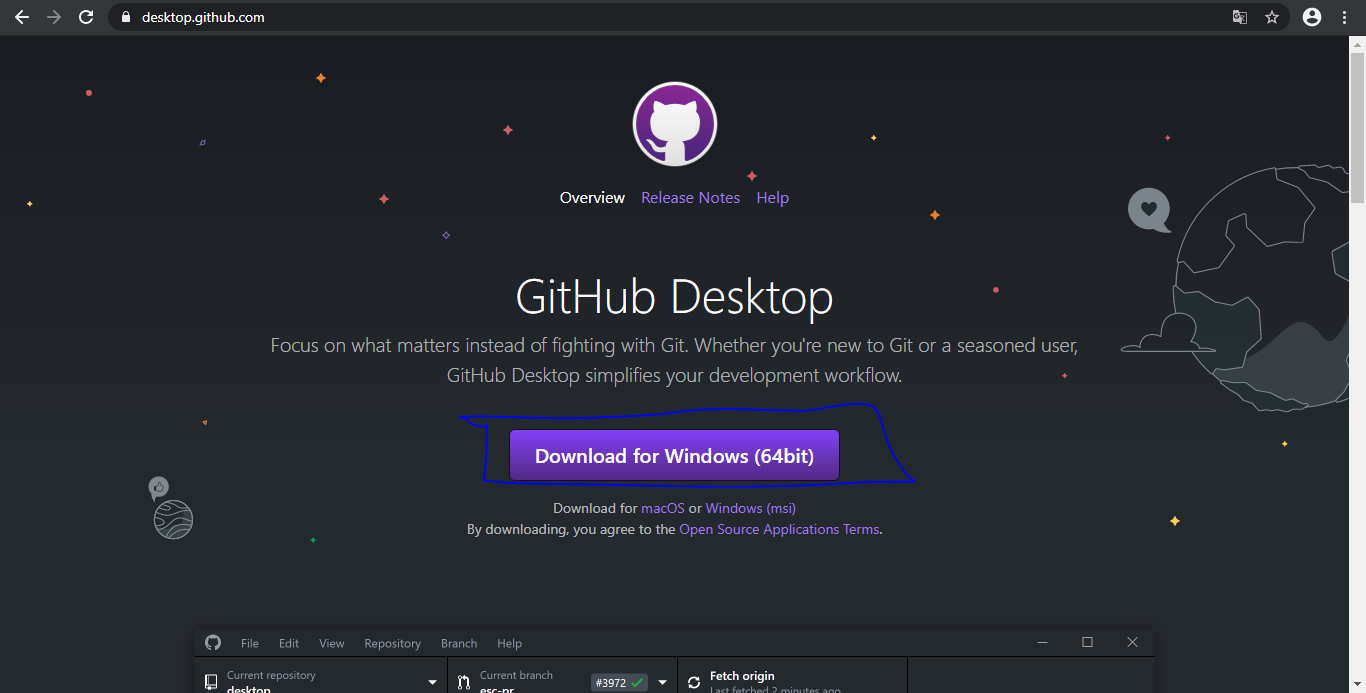 desktop.github.com
Overview Release Notes Help
GitHub Desktop
Focus on what matters instead of fighting with Git. Whether you're new to Git or a seasoned user,
GitHub Desktop simplifies your development workflow.
Download for Windows (64bit)
Download for macOS or Windows (msi)
By downloading, you agree to the Open Source Applications Terms.
File Edit View Repository Branch Help
Current repository Current branch #3972 Fetch origin
desktop esc-pr Last fetched 2 minutes ago